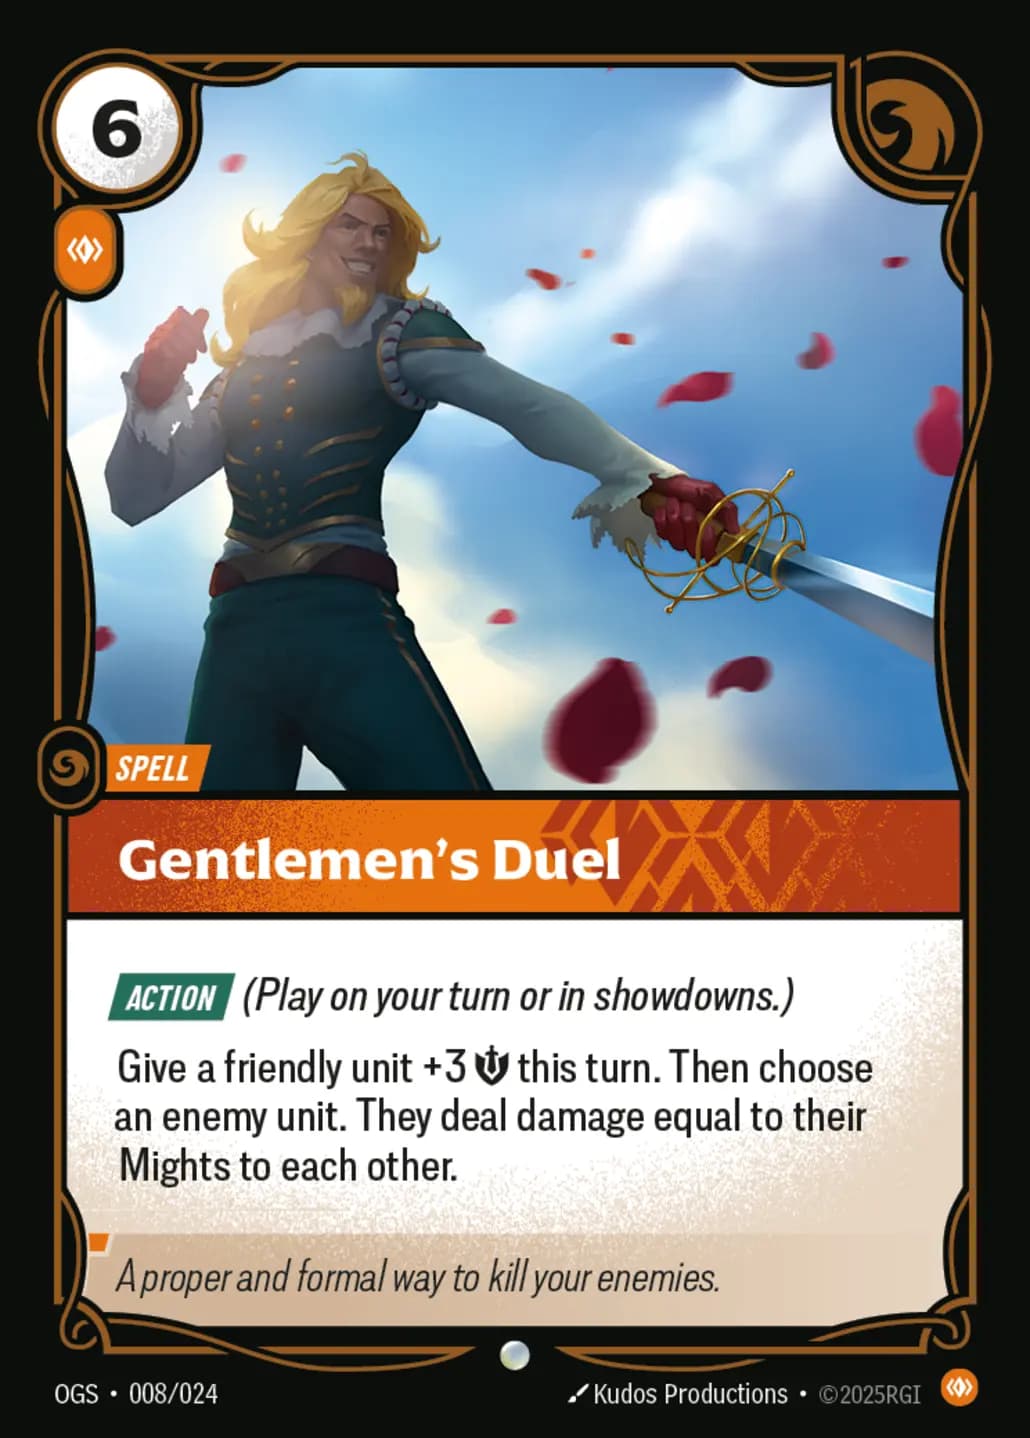 6
SPELL
Gentlemen's Duel
ACTION (Play on your turn or in showdowns.)
Give a friendly unit +3 this turn. Then choose
an enemy unit. They deal damage equal to their
Mights to each other.
A proper and formal way to kill your enemies.
OGS • 008/024
Kudos Productions • ©2025RGI